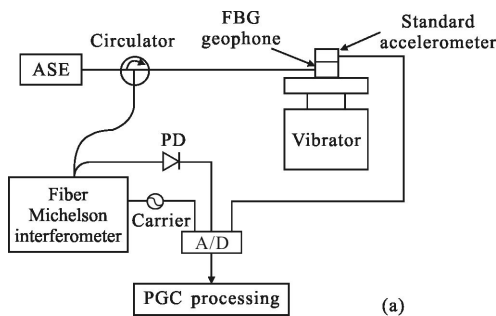 FBG
geophone
Standard
accelerometer
Circulator
ASE
Vibrator
PD
Fiber
Michelson
interferometer
Carrier
A/D
PGC processing
(a)